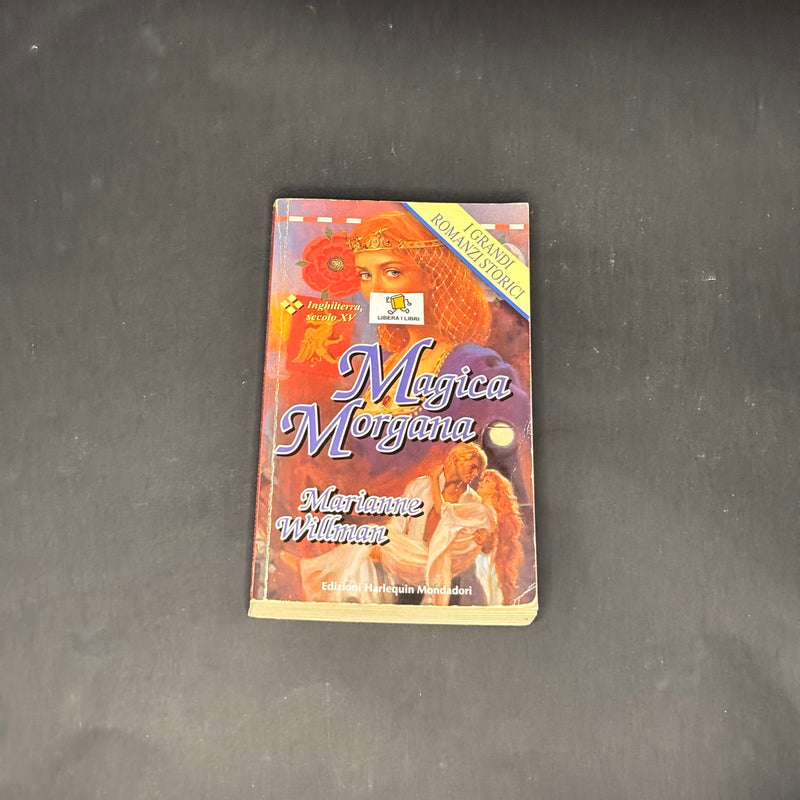 I GRANDI
ROMANZI STORICI
Inghilterra,
secolo XV
LIBERA I LIBRI
Magica
Morgana
Marianne
Willman
Edizioni Harlequin Mondadori